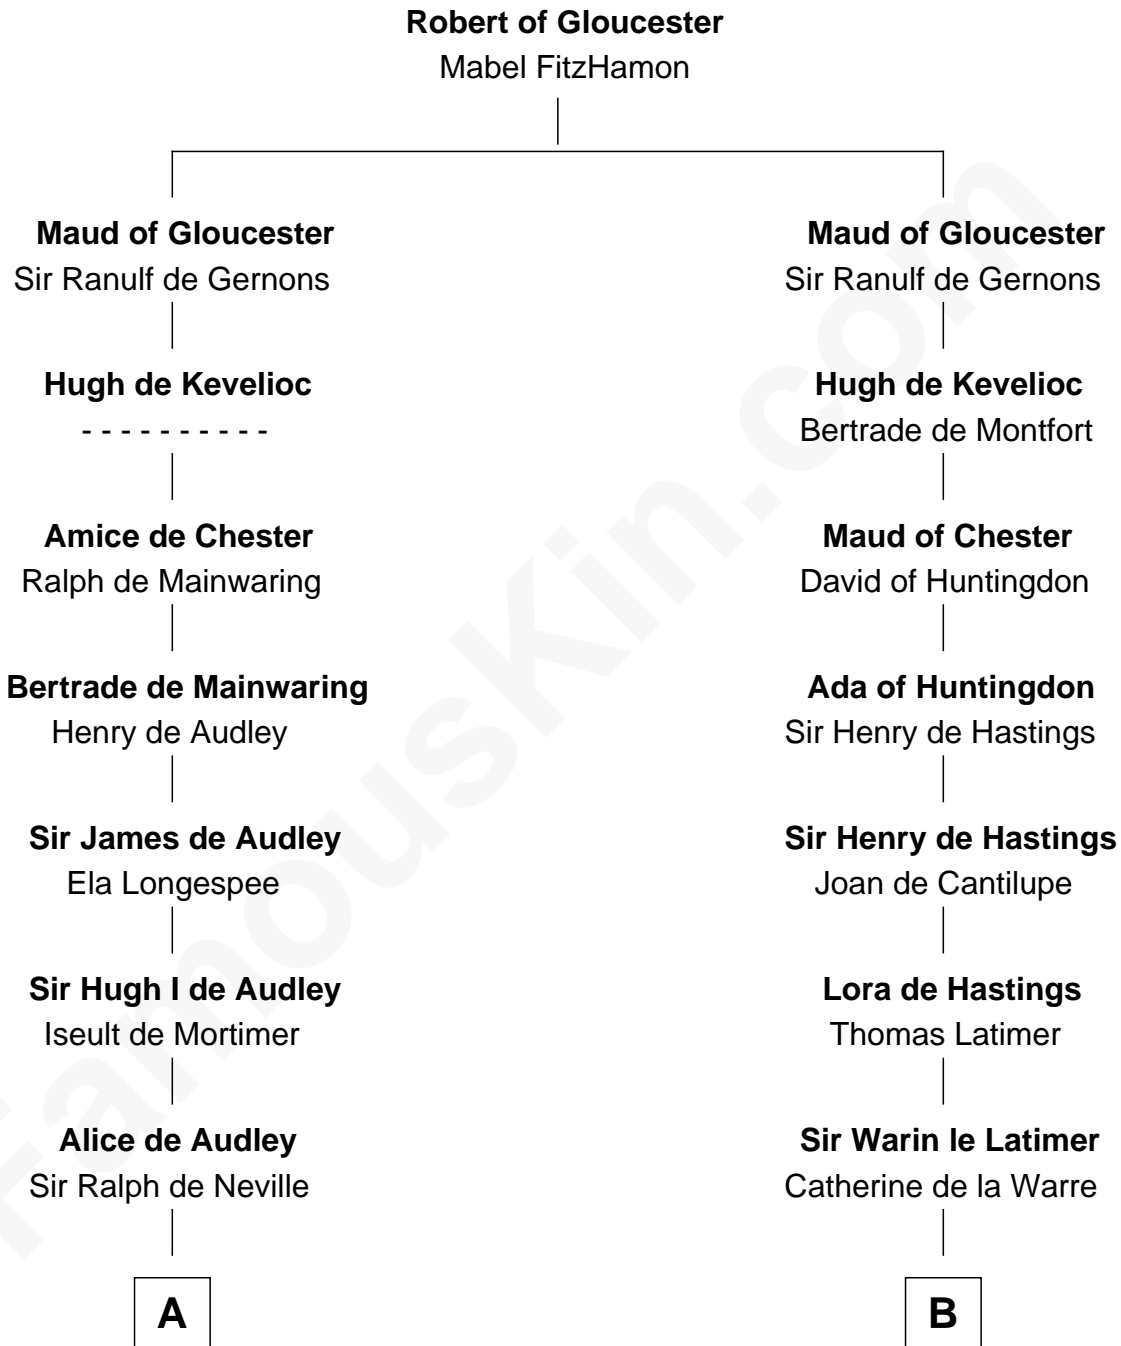 Robert of Gloucester
Mabel FitzHamon
Maud of Gloucester
Sir Ranulf de Gernons
Hugh de Kevelioc
- - - - - - - - - -
Amice de Chester
Ralph de Mainwaring
Bertrade de Mainwaring
Henry de Audley
Sir James de Audley
Ela Longespee
Sir Hugh I de Audley
Iseult de Mortimer
Alice de Audley
Sir Ralph de Neville
A
Maud of Gloucester
Sir Ranulf de Gernons
Hugh de Kevelioc
Bertrade de Montfort
Maud of Chester
David of Huntingdon
Ada of Huntingdon
Sir Henry de Hastings
Sir Henry de Hastings
Joan de Cantilupe
Lora de Hastings
Thomas Latimer
Sir Warin le Latimer
Catherine de la Warre
B
FamousKin.com